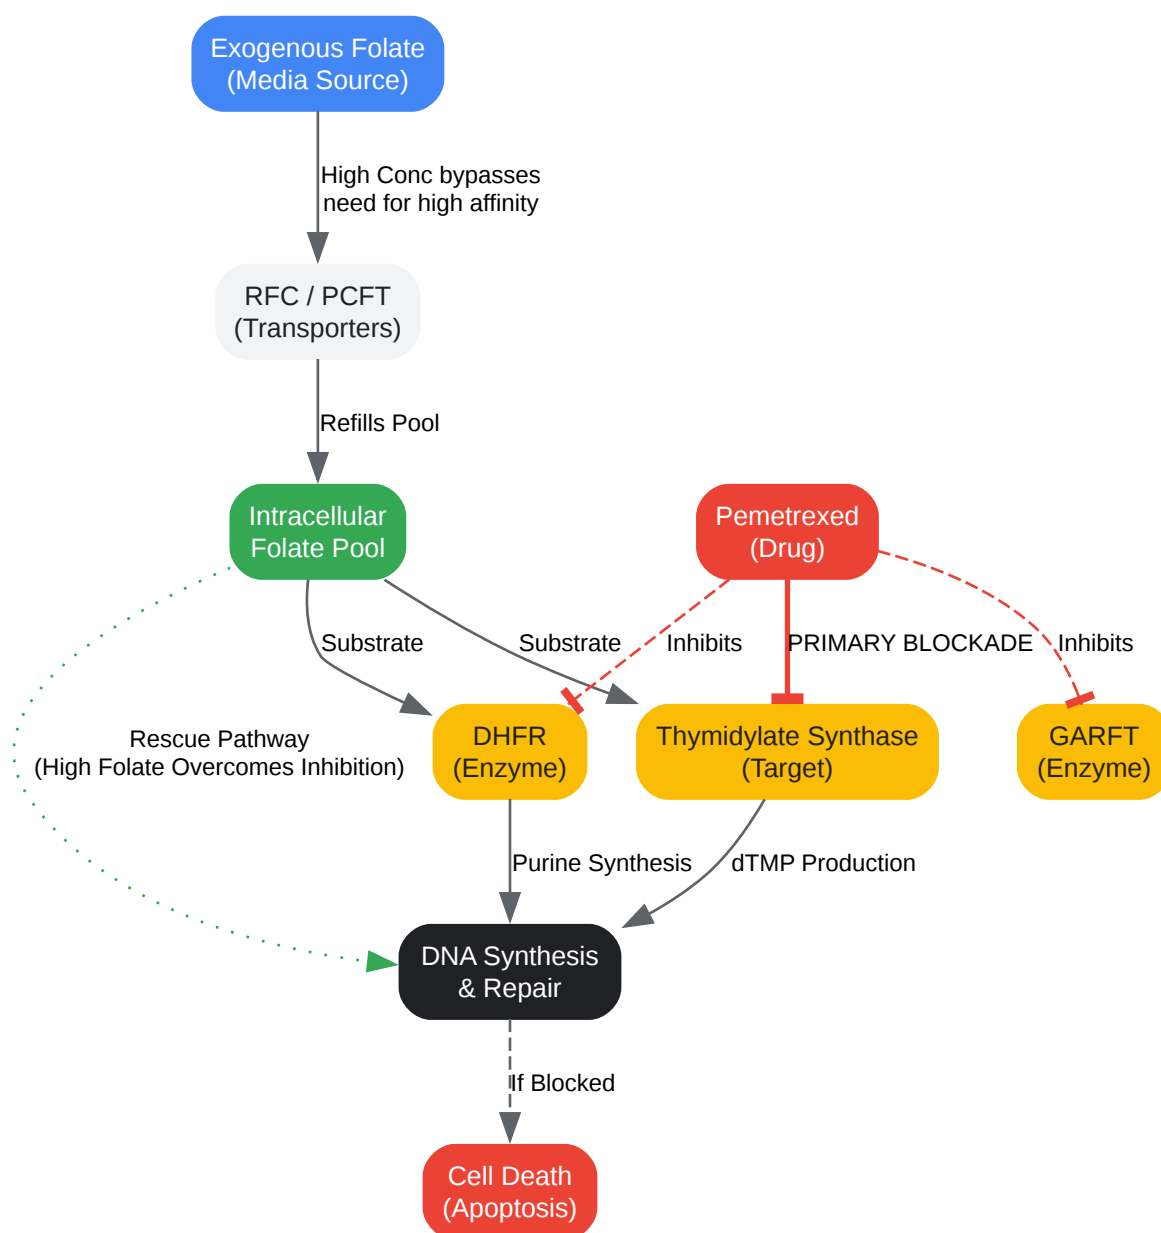 Exogenous Folate
(Media Source)
High Conc bypasses
need for high affinity
RFC / PCFT
(Transporters)
Refills Pool
Intracellular
Folate Pool
Pemetrexed
(Drug)
Substrate
Substrate
Inhibits
PRIMARY BLOCKADE
Inhibits
Rescue Pathway
(High Folate Overcomes Inhibition)
DHFR
(Enzyme)
Thymidylate Synthase
(Target)
GARFT
(Enzyme)
Purine Synthesis
dTMP Production
DNA Synthesis
& Repair
If Blocked
Cell Death
(Apoptosis)